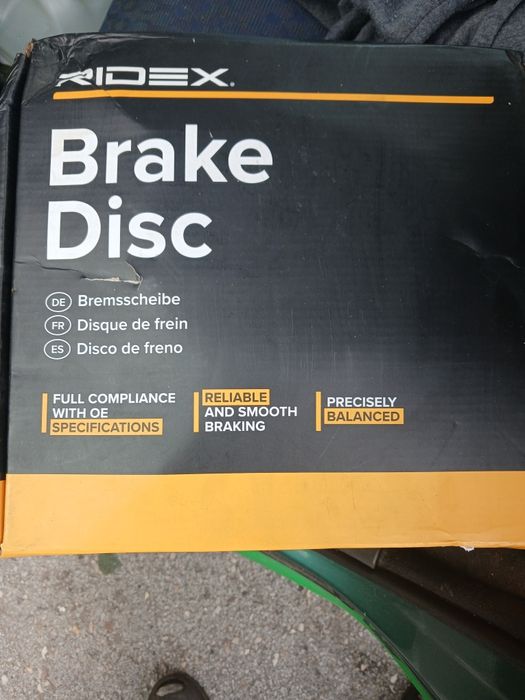 RIDEX
Brake
Disc
DE Bremsscheibe
FR Disque de frein
ES Disco de freno
FULL COMPLIANCE
WITH OE
SPECIFICATIONS
RELIABLE
AND SMOOTH
BRAKING
PRECISELY
BALANCED